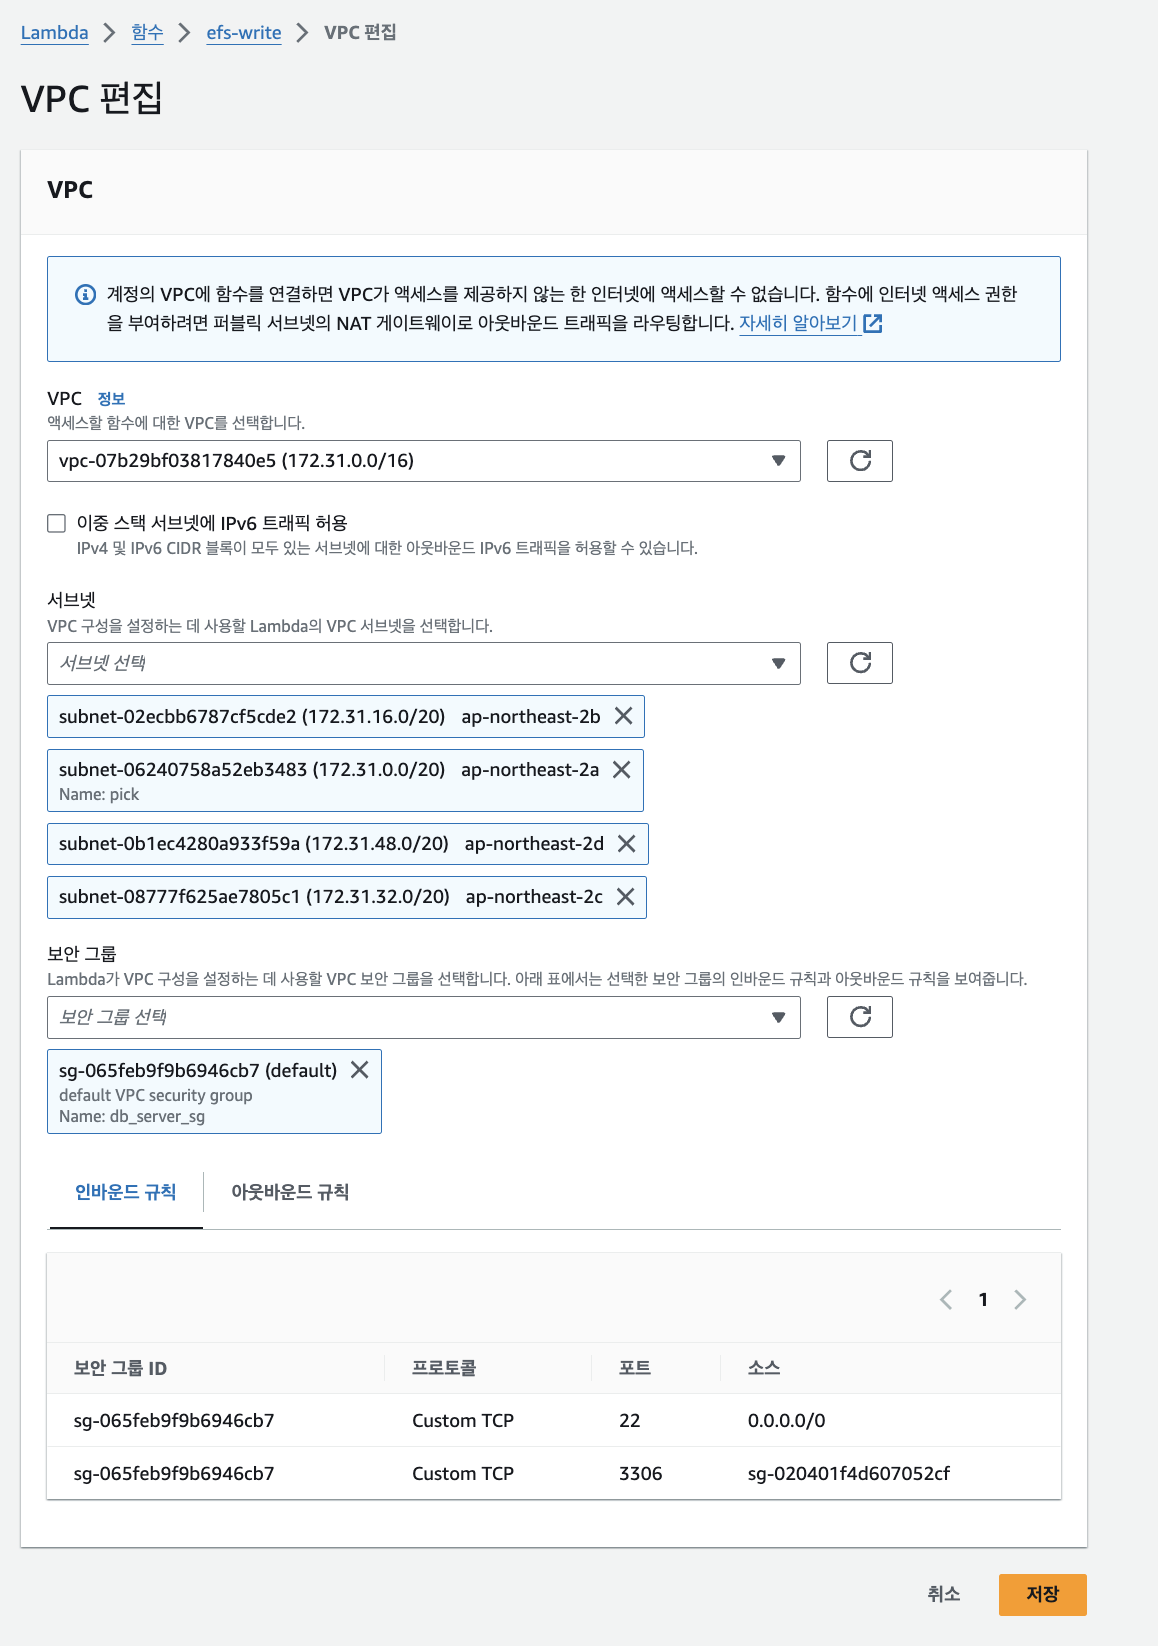 Lambda > 함수 > efs-write > VPC 편집
VPC 편집
VPC
계정의 VPC에 함수를 연결하면 VPC가 액세스를 제공하지 않는 한 인터넷에 액세스할 수 없습니다. 함수에 인터넷 액세스 권한
을 부여하려면 퍼블릭 서브넷의 NAT 게이트웨이로 아웃바운드 트래픽을 라우팅합니다. 자세히 알아보기
VPC 정보
액세스할 함수에 대한 VPC를 선택합니다.
vpc-07b29bf03817840e5 (172.31.0.0/16)
이중 스택 서브넷에 IPv6 트래픽 허용
IPv4 및 IPv6 CIDR 블록이 모두 있는 서브넷에 대한 아웃바운드 IPv6 트래픽을 허용할 수 있습니다.
서브넷
VPC 구성을 설정하는 데 사용할 Lambda의 VPC 서브넷을 선택합니다.
서브넷 선택
subnet-02ecbb6787cf5cde2 (172.31.16.0/20) ap-northeast-2b
subnet-06240758a52eb3483 (172.31.0.0/20) ap-northeast-2a
Name: pick
subnet-0b1ec4280a933f59a (172.31.48.0/20) ap-northeast-2d
subnet-08777f625ae7805c1 (172.31.32.0/20) ap-northeast-2c
보안 그룹
Lambda가 VPC 구성을 설정하는 데 사용할 VPC 보안 그룹을 선택합니다. 아래 표에서는 선택한 보안 그룹의 인바운드 규칙과 아웃바운드 규칙을 보여줍니다.
보안 그룹 선택
sg-065feb9f9b6946cb7 (default)
default VPC security group
Name: db_server_sg
인바운드 규칙 아웃바운드 규칙
1
보안 그룹 ID 프로토콜 포트 소스
sg-065feb9f9b6946cb7 Custom TCP 22 0.0.0.0/0
sg-065feb9f9b6946cb7 Custom TCP 3306 sg-020401f4d607052cf
취소 저장